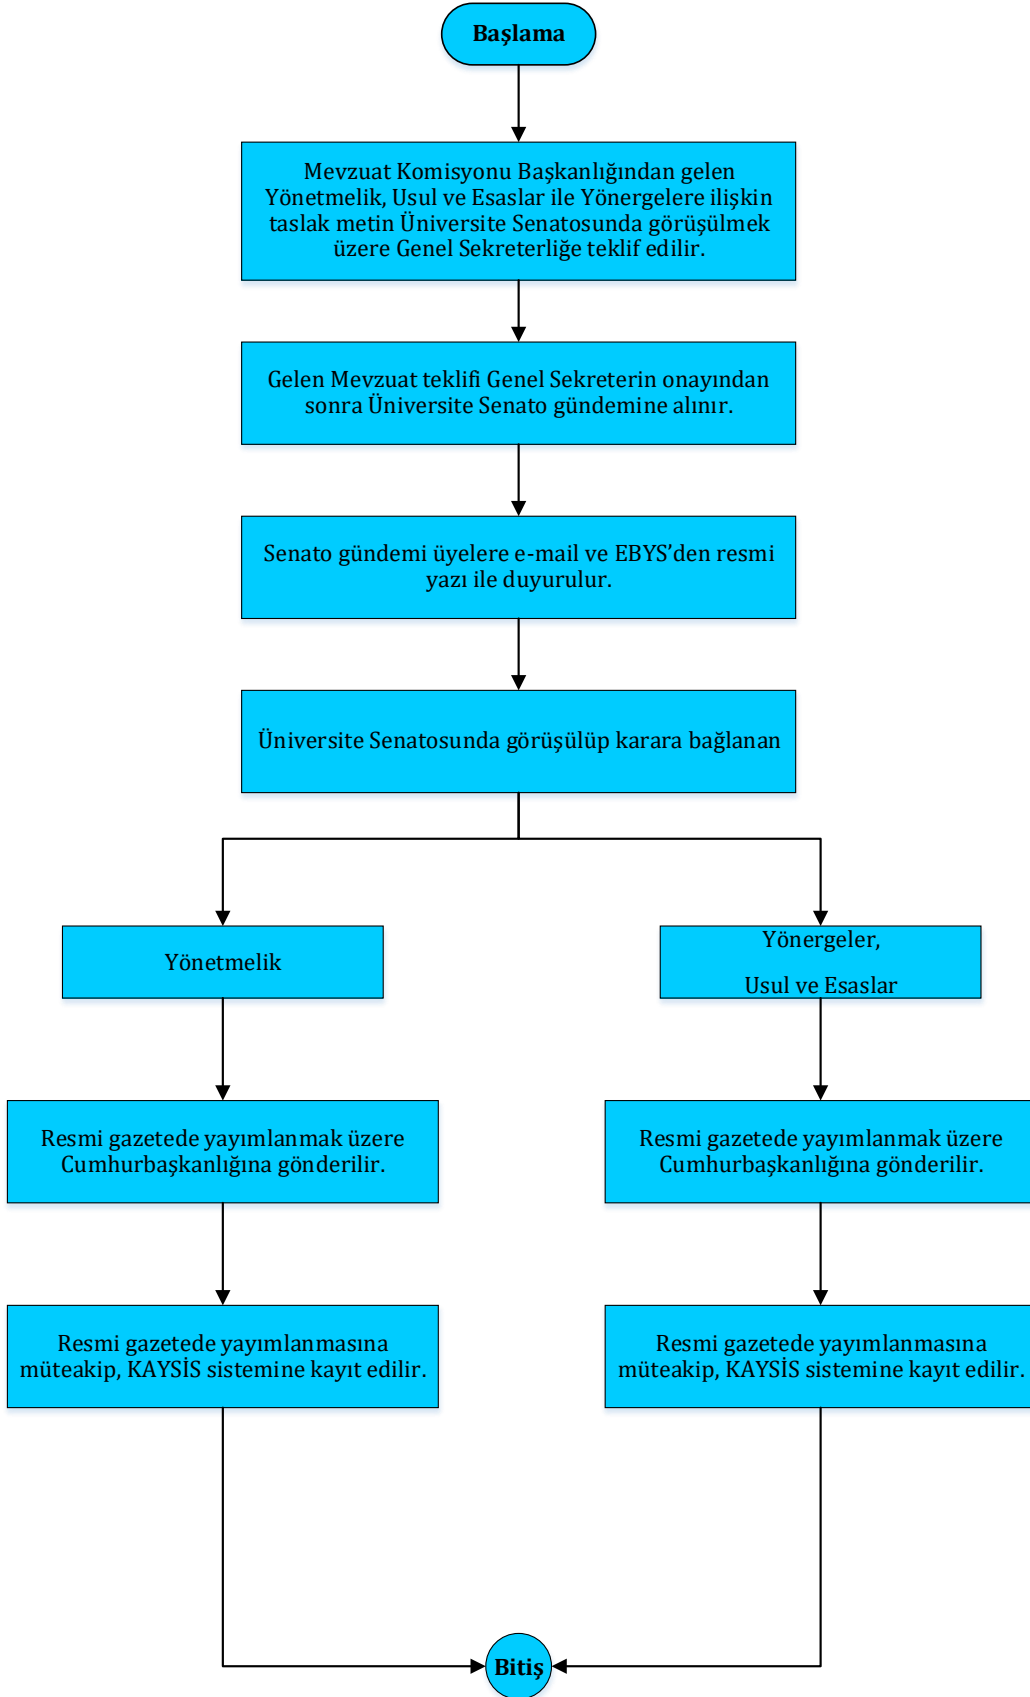 Başlama
Mevzuat Komisyonu Başkanlığından gelen
Yönetmelik, Usul ve Esaslar ile Yönergelere ilişkin
taslak metin Üniversite Senatosunda görüşülmek
üzere Genel Sekreterliğe teklif edilir.
Gelen Mevzuat teklifi Genel Sekreterin onayından
sonra Üniversite Senato gündemine alınır.
Senato gündemi üyelere e-mail ve EBYS’den resmi
yazı ile duyurulur.
Üniversite Senatosunda görüşülüp karara bağlanan
Yönetmelik
Yönergeler,
Usul ve Esaslar
Resmi gazetede yayımlanmak üzere
Cumhurbaşkanlığına gönderilir.
Resmi gazetede yayımlanmak üzere
Cumhurbaşkanlığına gönderilir.
Resmi gazetede yayımlanmasına
müteakip, KAYSİS sistemine kayıt edilir.
Resmi gazetede yayımlanmasına
müteakip, KAYSİS sistemine kayıt edilir.
Bitiş